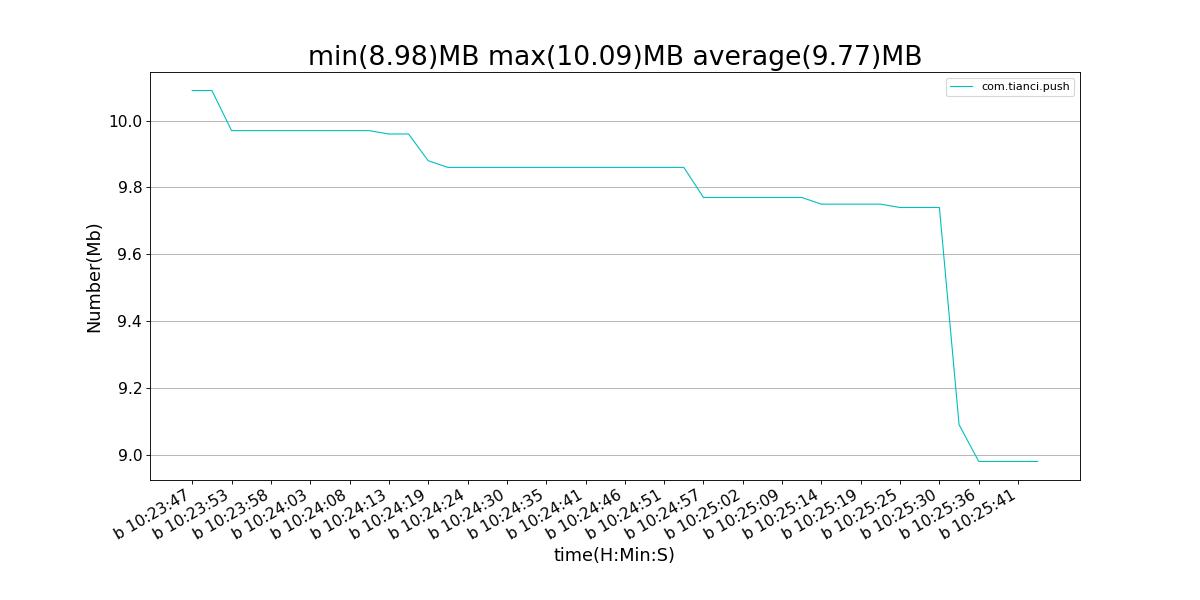 min(8.98)MB max(10.09)MB average(9.77)MB
com.tianci.push
10.0
9.8
9.6
9.4
9.2
9.0
Number(Mb)
b 10:23:47
b 10:23:53
b 10:23:58
b 10:24:03
b 10:24:08
b 10:24:13
b 10:24:19
b 10:24:24
b 10:24:30
b 10:24:35
b 10:24:41
b 10:24:46
b 10:24:51
b 10:24:57
b 10:25:02
b 10:25:09
b 10:25:14
b 10:25:19
b 10:25:25
b 10:25:30
b 10:25:36
b 10:25:41
time(H:Min:S)